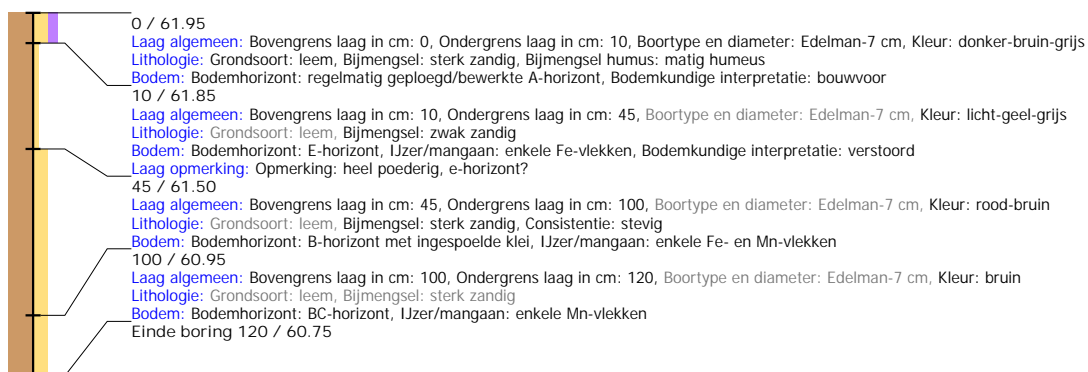 0 / 61.95
Laag algemeen: Bovengrens laag in cm: 0, Ondergrens laag in cm: 10, Boortype en diameter: Edelman-7 cm, Kleur: donker-bruin-grijs
Lithologie: Grondsoort: leem, Bijmengsel: sterk zandig, Bijmengsel humus: matig humeus
Bodem: Bodemhorizont: regelmatig geploegd/bewerkte A-horizont, Bodemkundige interpretatie: bouwvoor
10 / 61.85
Laag algemeen: Bovengrens laag in cm: 10, Ondergrens laag in cm: 45, Boortype en diameter: Edelman-7 cm, Kleur: licht-geel-grijs
Lithologie: Grondsoort: leem, Bijmengsel: zwak zandig
Bodem: Bodemhorizont: E-horizont, IJzer/mangaan: enkele Fe-vlekken, Bodemkundige interpretatie: verstoord
Laag opmerking: Opmerking: heel poederig, e-horizont?
45 / 61.50
Laag algemeen: Bovengrens laag in cm: 45, Ondergrens laag in cm: 100, Boortype en diameter: Edelman-7 cm, Kleur: rood-bruin
Lithologie: Grondsoort: leem, Bijmengsel: sterk zandig, Consistentie: stevig
Bodem: Bodemhorizont: B-horizont met ingespoelde klei, IJzer/mangaan: enkele Fe- en Mn-vlekken
100 / 60.95
Laag algemeen: Bovengrens laag in cm: 100, Ondergrens laag in cm: 120, Boortype en diameter: Edelman-7 cm, Kleur: bruin
Lithologie: Grondsoort: leem, Bijmengsel: sterk zandig
Bodem: Bodemhorizont: BC-horizont, IJzer/mangaan: enkele Mn-vlekken
Einde boring 120 / 60.75